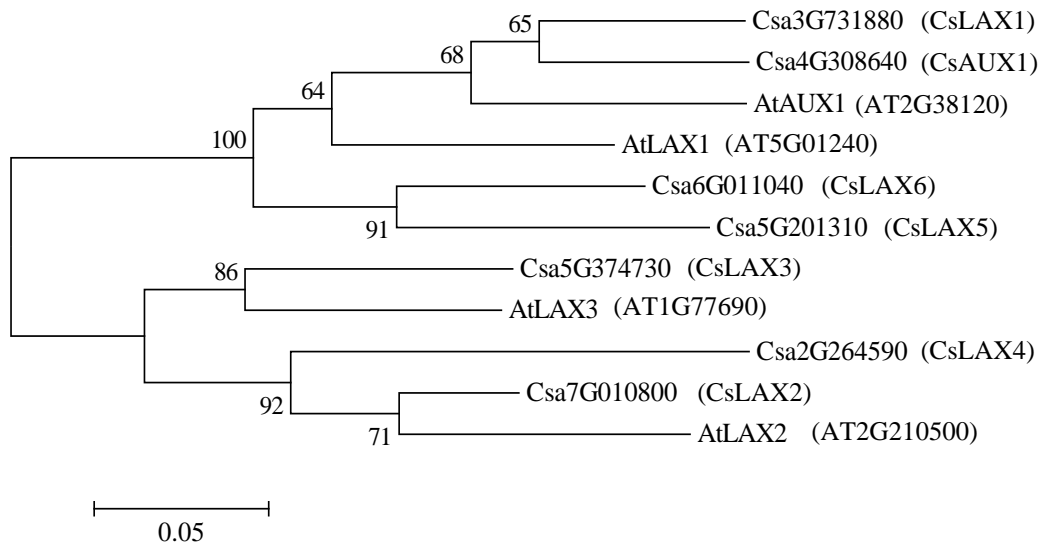 65
Csa3G731880 (CsLAX1)
68
Csa4G308640 (CsAUX1)
64
AtAUX1 (AT2G38120)
100
AtLAX1 (AT5G01240)
Csa6G011040 (CsLAX6)
91
Csa5G201310 (CsLAX5)
86
Csa5G374730 (CsLAX3)
AtLAX3 (AT1G77690)
Csa2G264590 (CsLAX4)
92
Csa7G010800 (CsLAX2)
71
AtLAX2 (AT2G210500)
0.05